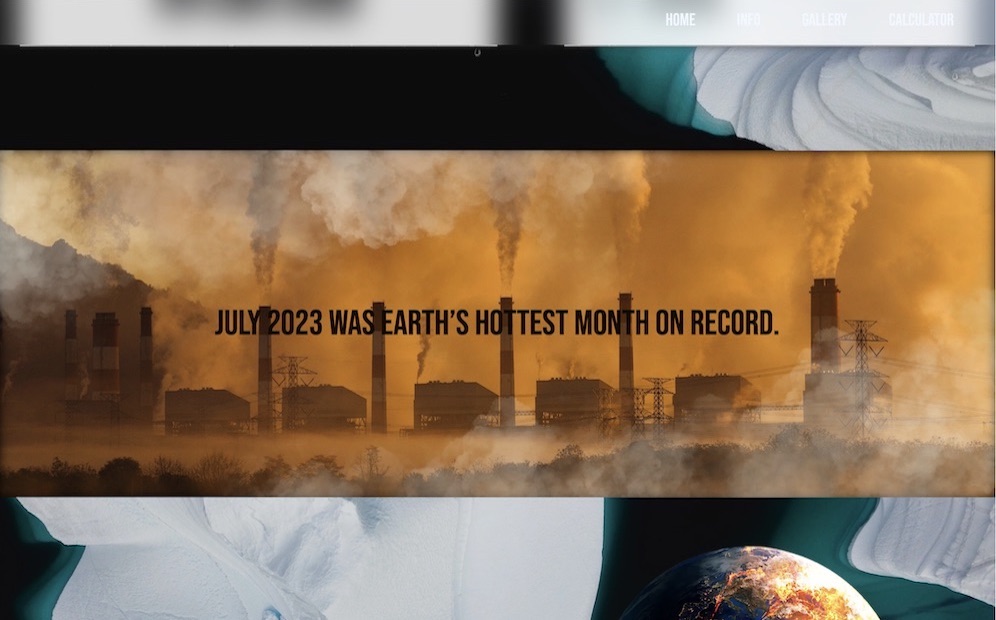 HOME INFO GALLERY CALCULATOR
JULY 2023 WAS EARTH’S HOTTEST MONTH ON RECORD.